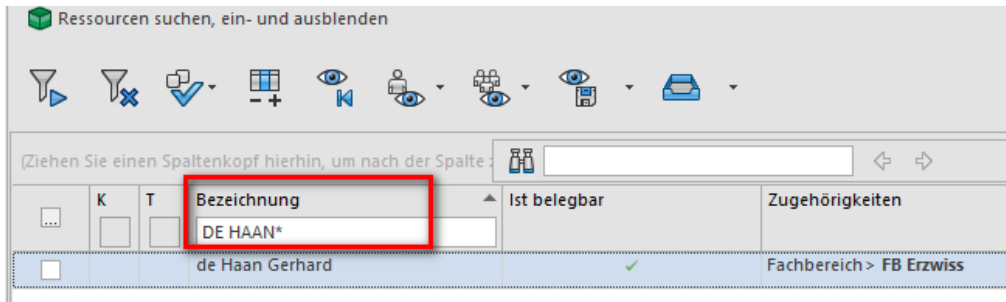 Ressourcen suchen, ein- und ausblenden
(Ziehen Sie einen Spaltenkopf hierhin, um nach der Spalte
K T Bezeichnung Ist belegbar Zugehörigkeiten
...
DE HAAN*
de Haan Gerhard Fachbereich > FB Erzwiss